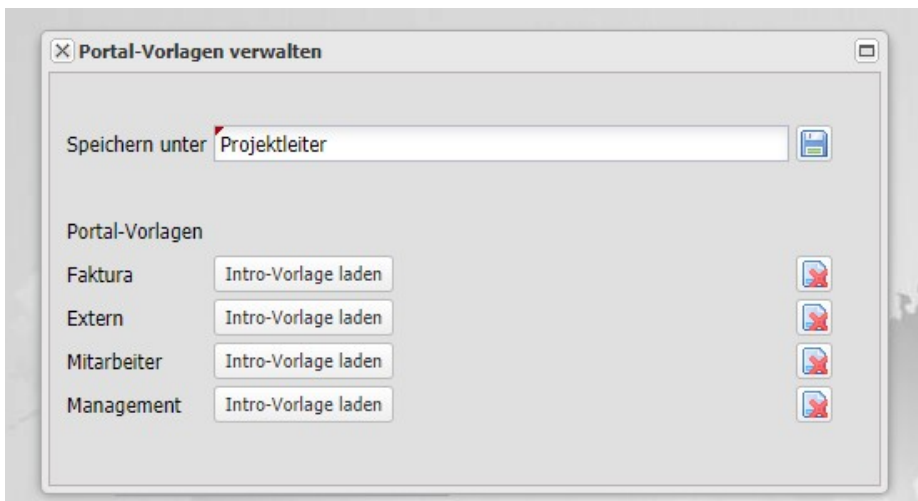 Portal-Vorlagen verwalten
Speichern unter Projektleiter
Portal-Vorlagen
Faktura Intro-Vorlage laden
Extern Intro-Vorlage laden
Mitarbeiter Intro-Vorlage laden
Management Intro-Vorlage laden